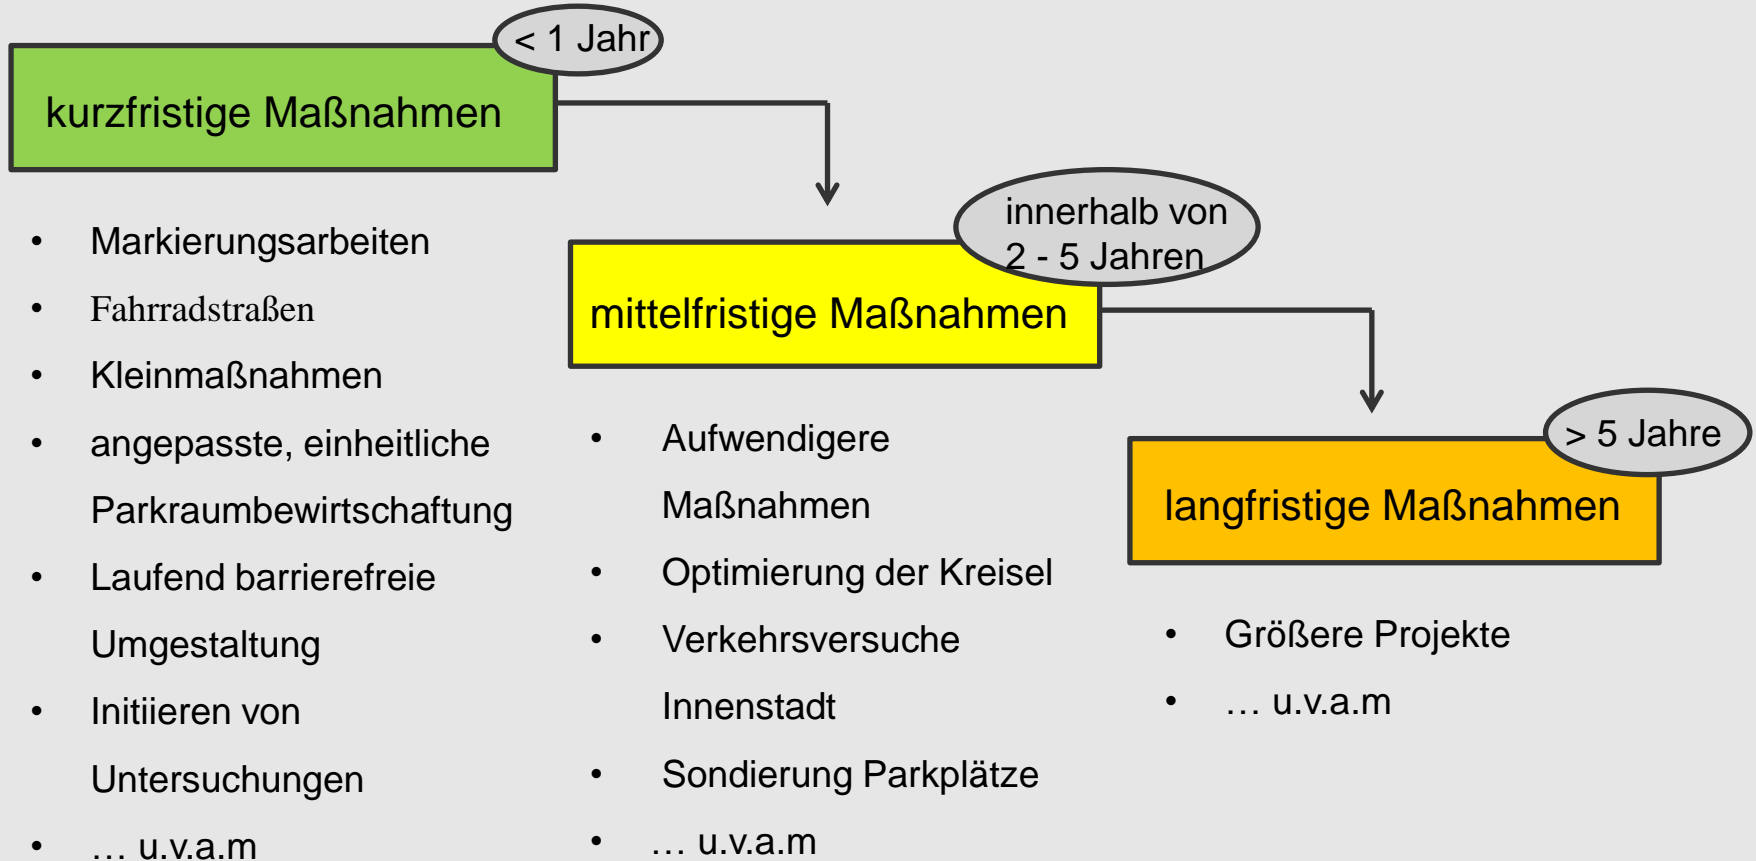 < 1 Jahr
kurzfristige Maßnahmen
• Markierungsarbeiten
• Fahrradstraßen
• Kleinmaßnahmen
• angepasste, einheitliche
Parkraumbewirtschaftung
• Laufend barrierefreie
Umgestaltung
• Initiieren von
Untersuchungen
• … u.v.a.m
innerhalb von
2 - 5 Jahren
mittelfristige Maßnahmen
• Aufwendigere
Maßnahmen
• Optimierung der Kreisel
• Verkehrsversuche
Innenstadt
• Sondierung Parkplätze
• … u.v.a.m
> 5 Jahre
langfristige Maßnahmen
• Größere Projekte
• … u.v.a.m